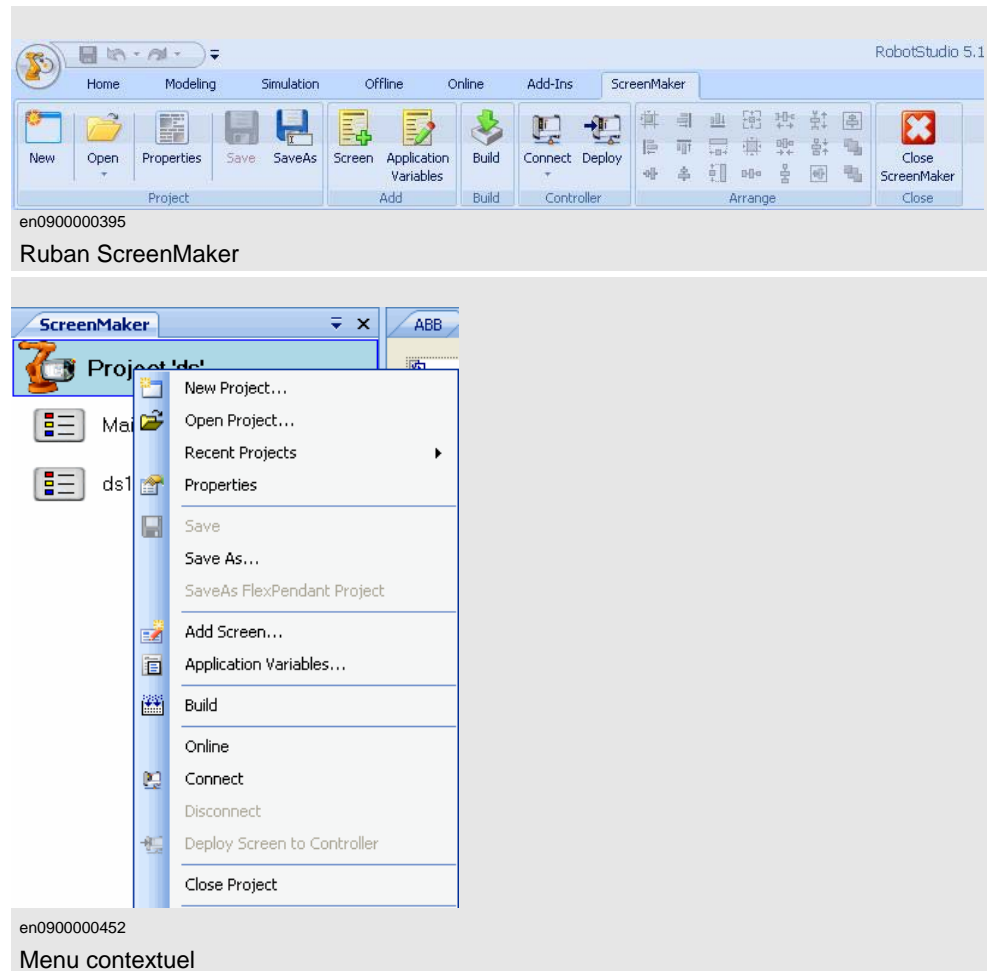 RobotStudio 5.1
Home Modeling Simulation Offline Online Add-Ins ScreenMaker
New Open Properties Save SaveAs Screen Application Variables Build Connect Deploy Close ScreenMaker
Project Add Build Controller Arrange Close
en0900000395
Ruban ScreenMaker
ScreenMaker ABB
Project 'ds'
New Project...
Mai Open Project...
Recent Projects
ds1 Properties
Save
Save As...
SaveAs FlexPendant Project
Add Screen...
Application Variables...
Build
Online
Connect
Disconnect
Deploy Screen to Controller
Close Project
en0900000452
Menu contextuel